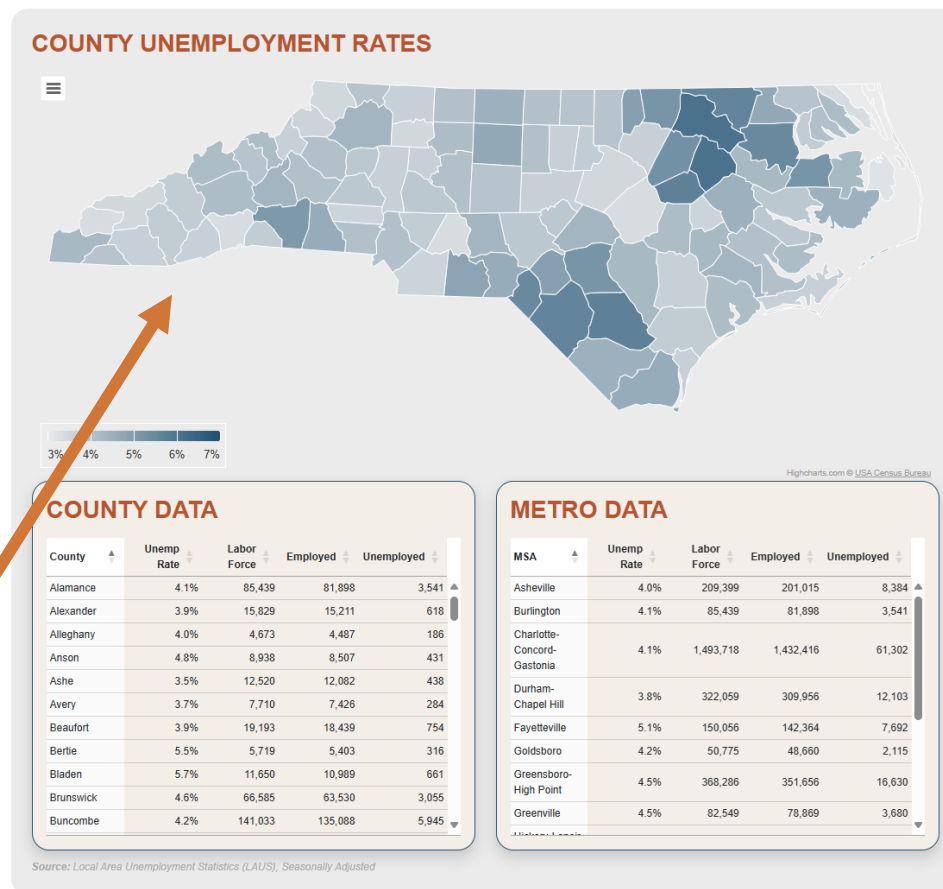 COUNTY UNEMPLOYMENT RATES
3% 4% 5% 6% 7%
Highcharts.com © USA Census Bureau
COUNTY DATA
County Unemp Rate Labor Force Employed Unemployed
Alamance 4.1% 85,439 81,898 3,541
Alexander 3.9% 15,829 15,211 618
Alleghany 4.0% 4,673 4,487 186
Anson 4.8% 8,938 8,507 431
Ashe 3.5% 12,520 12,082 438
Avery 3.7% 7,710 7,426 284
Beaufort 3.9% 19,193 18,439 754
Bertie 5.5% 5,719 5,403 316
Bladen 5.7% 11,650 10,989 661
Brunswick 4.6% 66,585 63,530 3,055
Buncombe 4.2% 141,033 135,088 5,945
METRO DATA
MSA Unemp Rate Labor Force Employed Unemployed
Asheville 4.0% 209,399 201,015 8,384
Burlington 4.1% 85,439 81,898 3,541
Charlotte-Concord-Gastonia 4.1% 1,493,718 1,432,416 61,302
Durham-Chapel Hill 3.8% 322,059 309,956 12,103
Fayetteville 5.1% 150,056 142,364 7,692
Goldsboro 4.2% 50,775 48,660 2,115
Greensboro-High Point 4.5% 368,286 351,656 16,630
Greenville 4.5% 82,549 78,869 3,680
Source: Local Area Unemployment Statistics (LAUS), Seasonally Adjusted